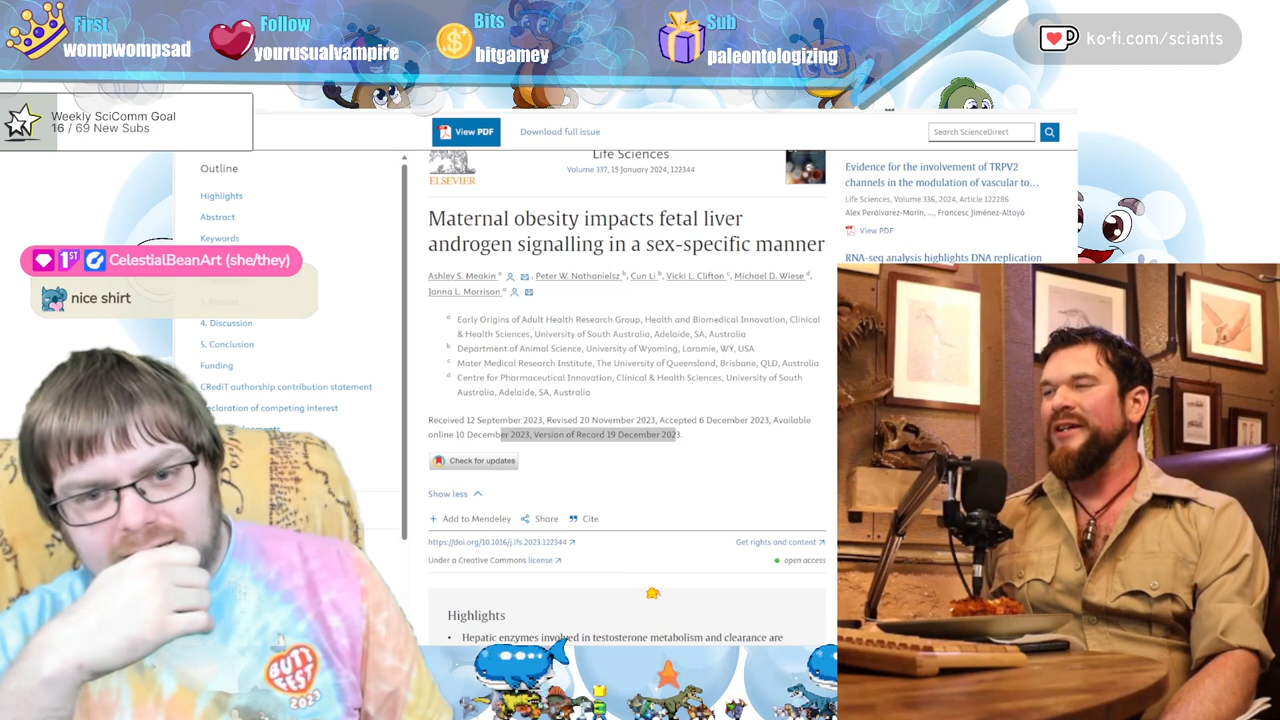 First
wompwompsad
Follow
yourusualvampire
Bits
bitgamey
Sub
paleontologizing
ko-fi.com/sciants
Weekly SciComm Goal
16 / 69 New Subs
View PDF
Download full issue
Search ScienceDirect
Outline
Highlights
Abstract
Keywords
4. Discussion
5. Conclusion
Funding
CRediT authorship contribution statement
eclaration of competing interest
1ST CelestialBeanArt (she/they)
nice shirt
ELSEVIER
Life Sciences
Volume 337, 15 January 2024, 122344
Maternal obesity impacts fetal liver
androgen signalling in a sex-specific manner
Ashley S. Meakin a, Peter W. Nathanielsz b, Cun Li b, Vicki L. Clifton c, Michael D. Wiese d,
Janna L. Morrison a
a Early Origins of Adult Health Research Group, Health and Biomedical Innovation, Clinical
& Health Sciences, University of South Australia, Adelaide, SA, Australia
b Department of Animal Science, University of Wyoming, Laramie, WY, USA
c Mater Medical Research Institute, The University of Queensland, Brisbane, QLD, Australia
d Centre for Pharmaceutical Innovation, Clinical & Health Sciences, University of South
Australia, Adelaide, SA, Australia
Received 12 September 2023, Revised 20 November 2023, Accepted 6 December 2023, Available
online 10 December 2023, Version of Record 19 December 2023.
Check for updates
Show less
Add to Mendeley
Share
Cite
https://doi.org/10.1016/j.lfs.2023.122344
Get rights and content
Under a Creative Commons license
open access
Highlights
• Hepatic enzymes involved in testosterone metabolism and clearance are
Evidence for the involvement of TRPV2
channels in the modulation of vascular to...
Life Sciences, Volume 336, 2024, Article 122286
Alex Peralvarez-Marin, ..., Francesc Jiménez-Altayó
View PDF
RNA-seq analysis highlights DNA replication
BUTT
FEST
2023